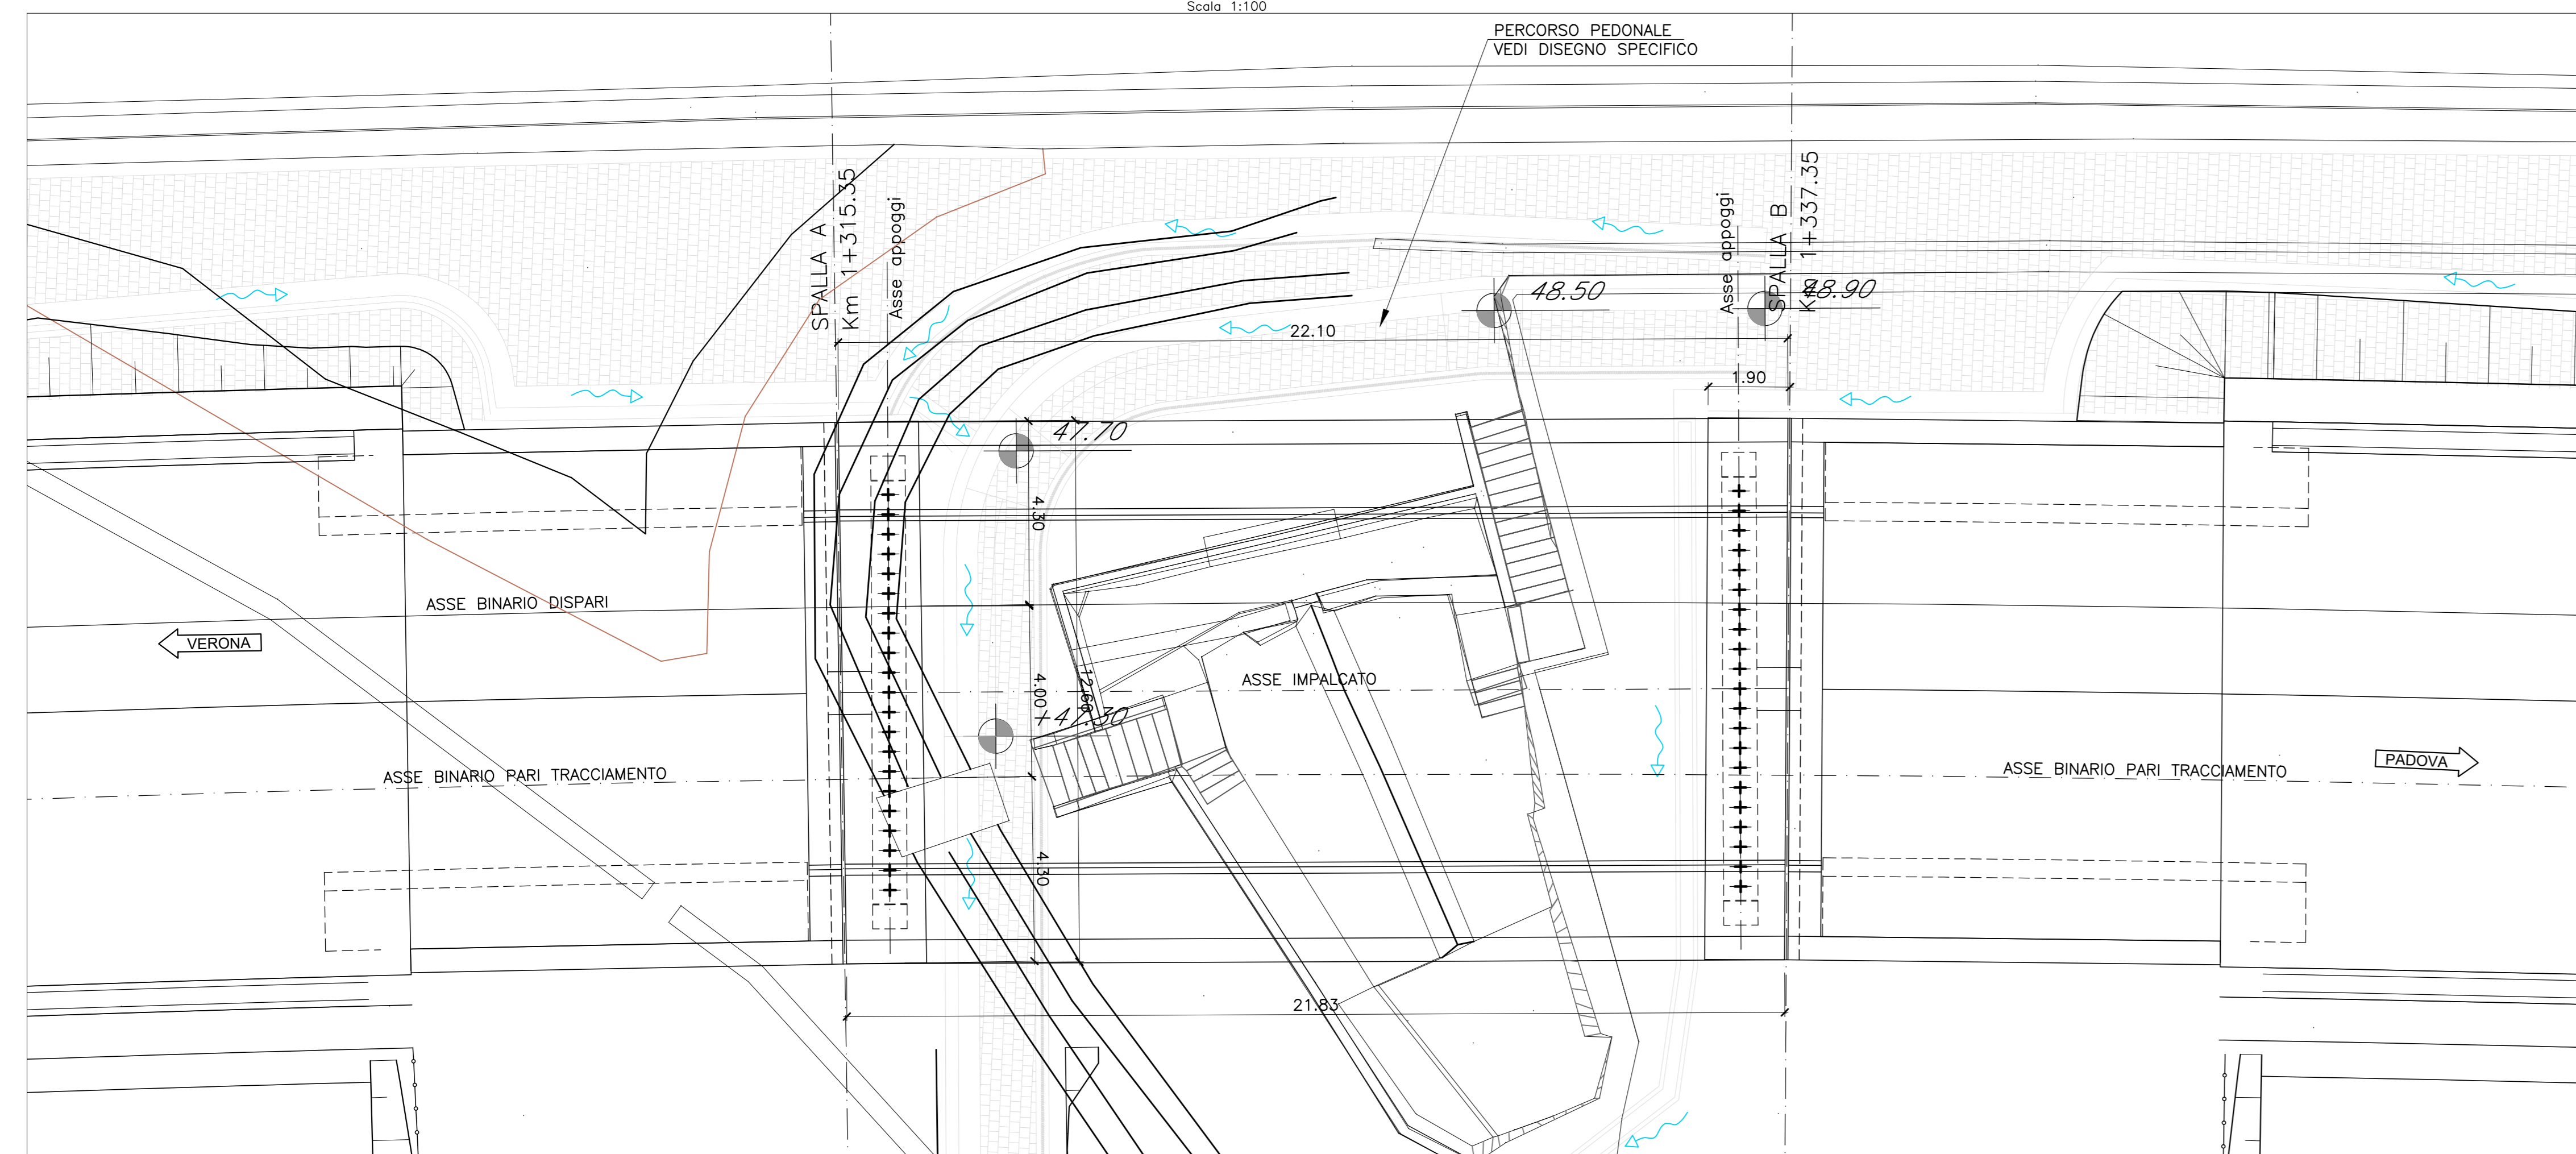 Scala 1:100
PERCORSO PEDONALE
VEDI DISEGNO SPECIFICO
SPALLA A
Km 1+315.35
Asse appoggi
Asse appoggi
SPALLA B
Km 1+337.35
48.50
48.90
22.10
1.90
47.70
4.30
ASSE BINARIO DISPARI
VERONA
ASSE IMPALCATO
4.00
12.60
+47.30
ASSE BINARIO PARI TRACCIAMENTO
ASSE BINARIO PARI TRACCIAMENTO
PADOVA
4.30
21.83